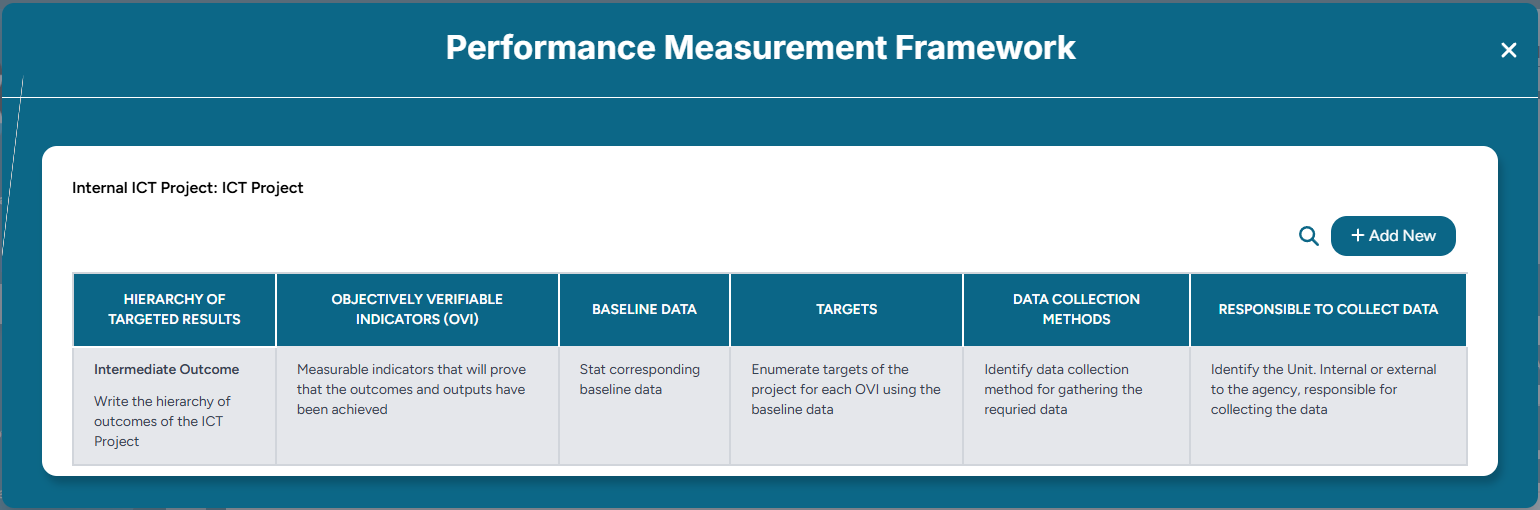 Performance Measurement Framework
Internal ICT Project: ICT Project
+ Add New
HIERARCHY OF
TARGETED RESULTS
OBJECTIVELY VERIFIABLE
INDICATORS (OVI)
BASELINE DATA
TARGETS
DATA COLLECTION
METHODS
RESPONSIBLE TO COLLECT DATA
Intermediate Outcome
Write the hierarchy of
outcomes of the ICT
Project
Measurable indicators that will prove
that the outcomes and outputs have
been achieved
Stat corresponding
baseline data
Enumerate targets of the
project for each OVI using the
baseline data
Identify data collection
method for gathering the
requried data
Identify the Unit. Internal or external
to the agency, responsible for
collecting the data